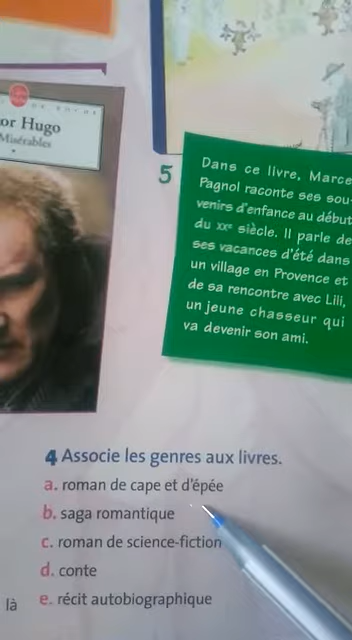 or Hugo
Misérables
5
Dans ce livre, Marce
Pagnol raconte ses sou-
venirs d'enfance au début
du XXe siècle. Il parle de
ses vacances d'été dans
un village en Provence et
de sa rencontre avec Lili,
un jeune chasseur qui
va devenir son ami.
4 Associe les genres aux livres.
a. roman de cape et d'épée
b. saga romantique
c. roman de science-fiction
d. conte
là
e. récit autobiographique